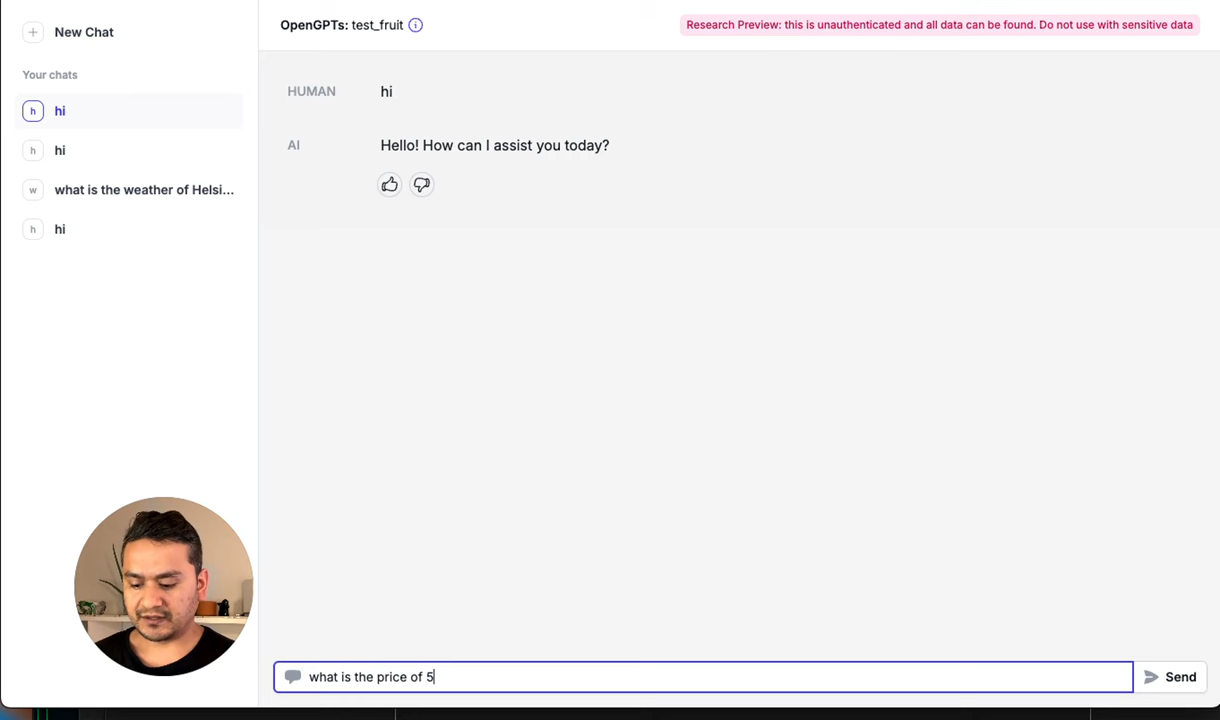 New Chat
OpenGPTs: test_fruit
Research Preview: this is unauthenticated and all data can be found. Do not use with sensitive data
Your chats
h hi
h hi
w what is the weather of Helsi...
h hi
HUMAN hi
AI Hello! How can I assist you today?
what is the price of 5
Send